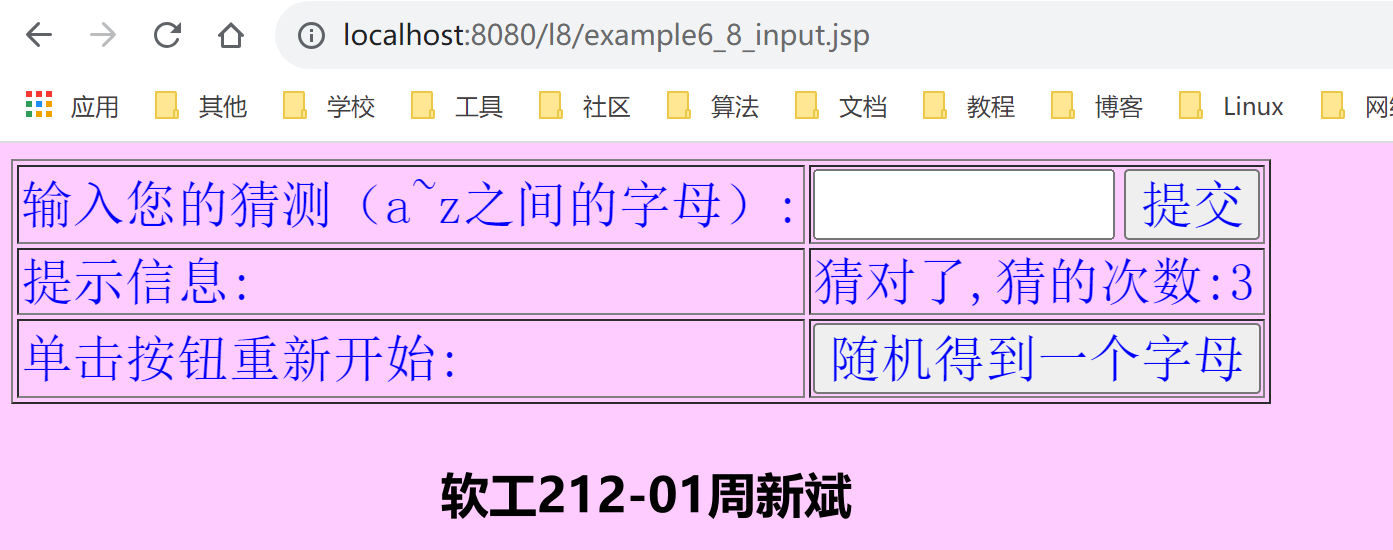 localhost:8080/l8/example6_8_input.jsp
应用 其他 学校 工具 社区 算法 文档 教程 博客 Linux
输入您的猜测（a~z之间的字母）: 提交
提示信息: 猜对了,猜的次数:3
单击按钮重新开始: 随机得到一个字母
软工212-01周新斌